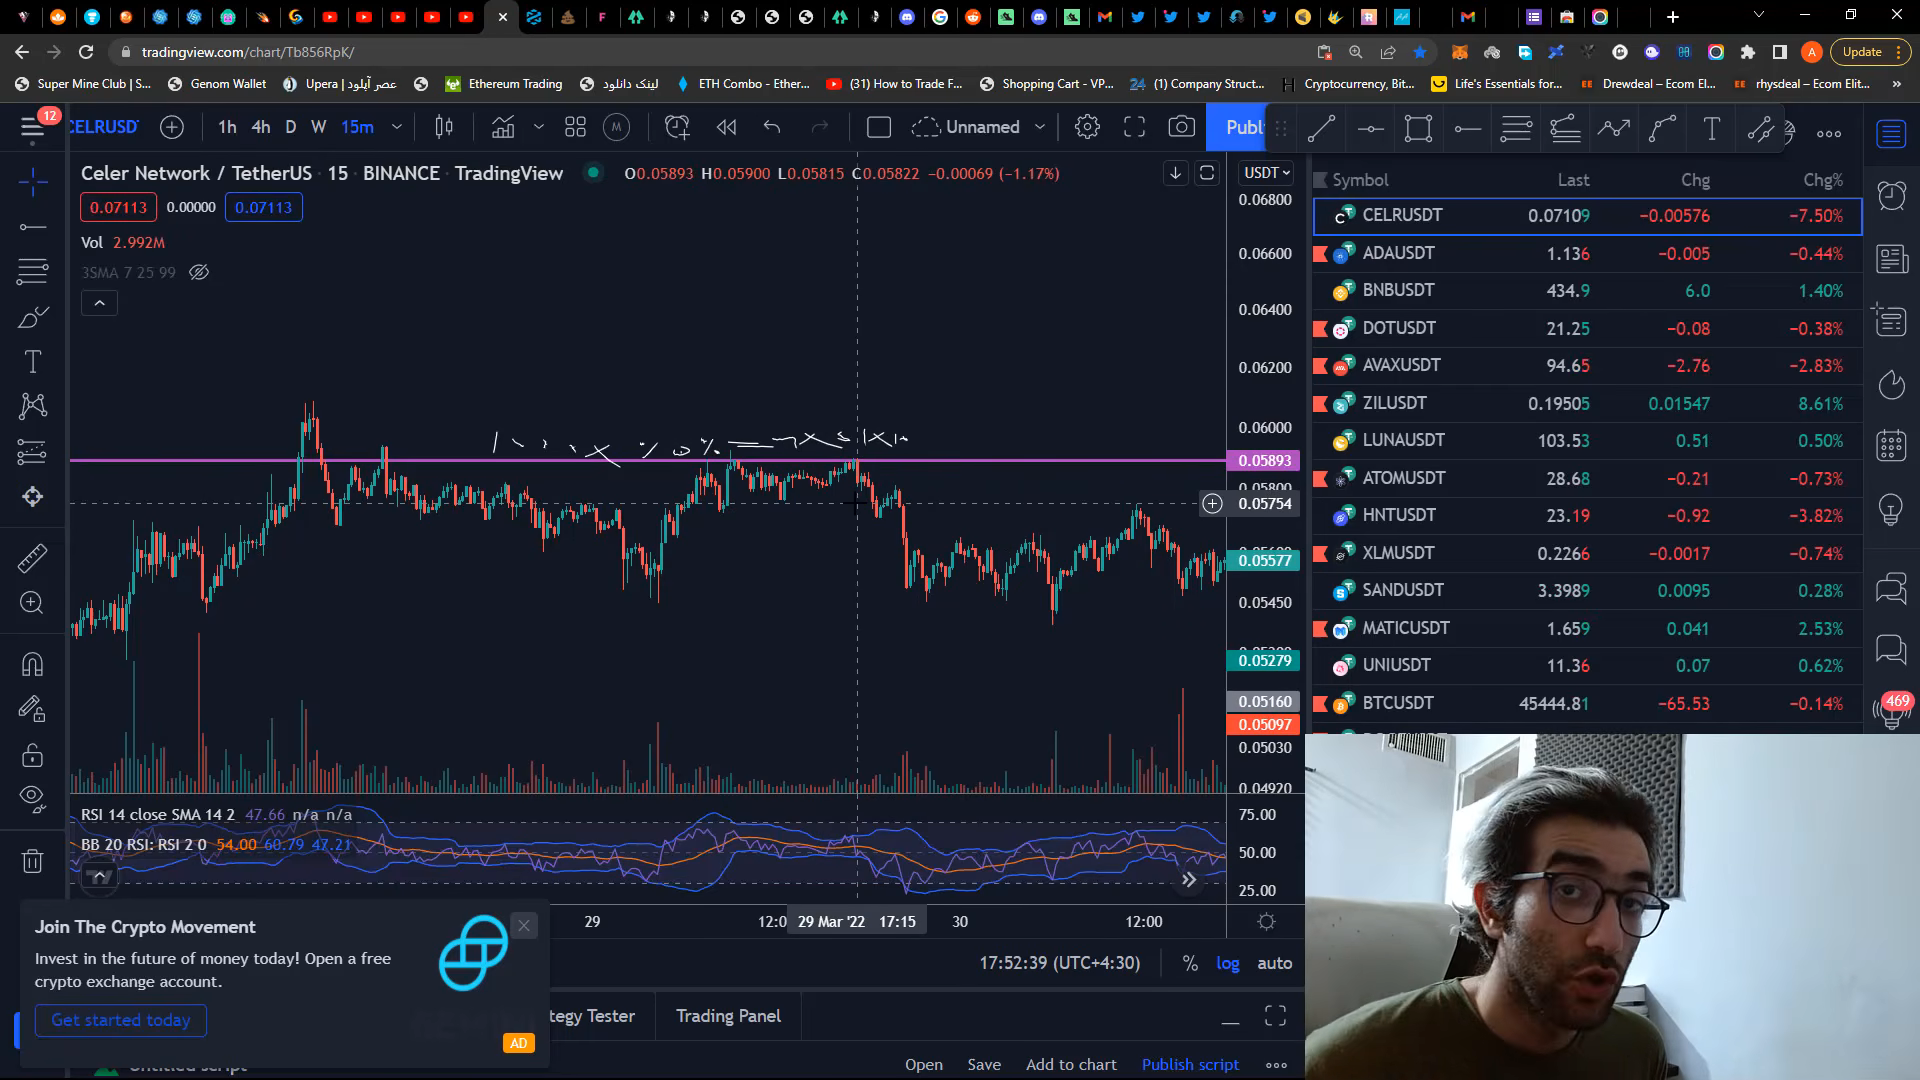 tradingview.com/chart/Tb856RpK/
Update
Super Mine Club | S...
Genom Wallet
Upera | عصر آپلود
Ethereum Trading
لینک دانلود
ETH Combo - Ether...
(31) How to Trade F...
Shopping Cart - VP...
(1) Company Struct...
Cryptocurrency, Bit...
Life's Essentials for...
Drewdeal – Ecom Elit...
rhysdeal – Ecom Elit...
12
CELRUSD
1h 4h D W 15m
Unnamed
Publ
Celer Network / TetherUS · 15 · BINANCE · TradingView
O0.05893 H0.05900 L0.05815 C0.05822 −0.00069 (−1.17%)
USDT
0.07113 0.00000 0.07113
Vol 2.992M
3SMA 7 25 99
0.06800
0.06600
0.06400
0.06200
0.06000
0.05893
0.05800
0.05754
0.05577
0.05450
0.05279
0.05160
0.05097
0.05030
0.04920
RSI 14 close SMA 14 2 47.66 n/a n/a
BB 20 RSI: RSI 2 0 54.00 60.79 47.21
75.00
50.00
25.00
29
12:0
29 Mar '22 17:15
30
12:00
17:52:39 (UTC+4:30)
% log auto
Symbol Last Chg Chg%
CELRUSDT 0.07109 −0.00576 −7.50%
ADAUSDT 1.136 −0.005 −0.44%
BNBUSDT 434.9 6.0 1.40%
DOTUSDT 21.25 −0.08 −0.38%
AVAXUSDT 94.65 −2.76 −2.83%
ZILUSDT 0.19505 0.01547 8.61%
LUNAUSDT 103.53 0.51 0.50%
ATOMUSDT 28.68 −0.21 −0.73%
HNTUSDT 23.19 −0.92 −3.82%
XLMUSDT 0.2266 −0.0017 −0.74%
SANDUSDT 3.3989 0.0095 0.28%
MATICUSDT 1.659 0.041 2.53%
UNIUSDT 11.36 0.07 0.62%
BTCUSDT 45444.81 −65.53 −0.14%
469
Join The Crypto Movement
Invest in the future of money today! Open a free
crypto exchange account.
Get started today
AD
tegy Tester
Trading Panel
Open Save Add to chart Publish script